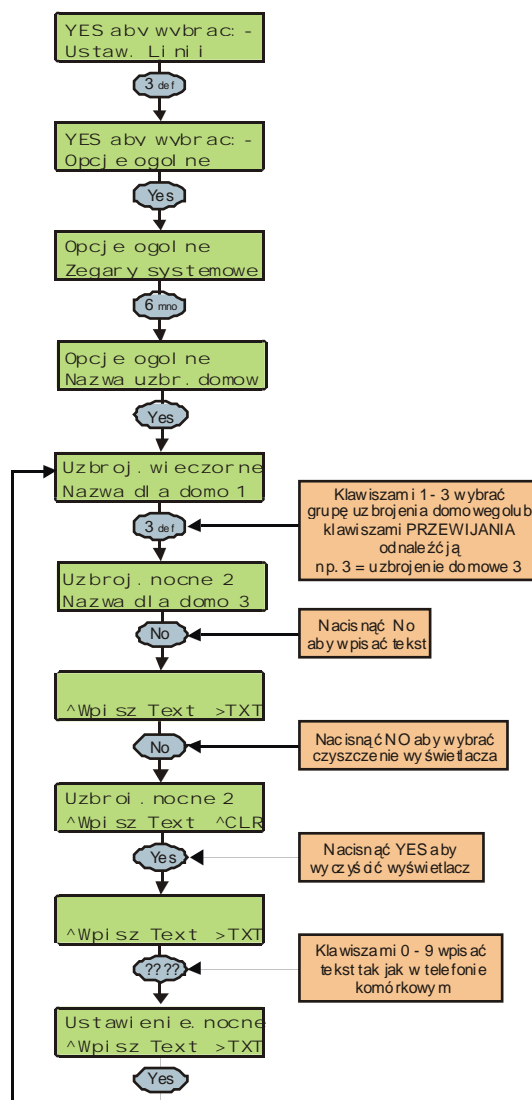 YES aby wybrac: -
Ustaw. Linii
3 def
YES aby wybrac: -
Opcje ogolne
Yes
Opcje ogolne
Zegary systemowe
6 mno
Opcje ogolne
Nazwa uzbr. domow
Yes
Uzbroj. wieczorne
Nazwa dla domo 1
3 def
Klawiszami 1 - 3 wybrać
grupę uzbrojenia domowego lub
klawiszami PRZEWIJANIA
odnaleźć ją
np. 3 = uzbrojenie domowe 3
Uzbroj. nocne 2
Nazwa dla domo 3
No
Nacisnąć No
aby wpisać tekst
^Wpisz Text >TXT
No
Nacisnąć NO aby wybrać
czyszczenie wyświetlacza
Uzbroi. nocne 2
^Wpisz Text ^CLR
Yes
Nacisnąć YES aby
wyczyścić wyświetlacz
^Wpisz Text >TXT
????
Klawiszami 0 - 9 wpisać
tekst tak jak w telefonie
komórkowym
Ustawienie. nocne
^Wpisz Text >TXT
Yes